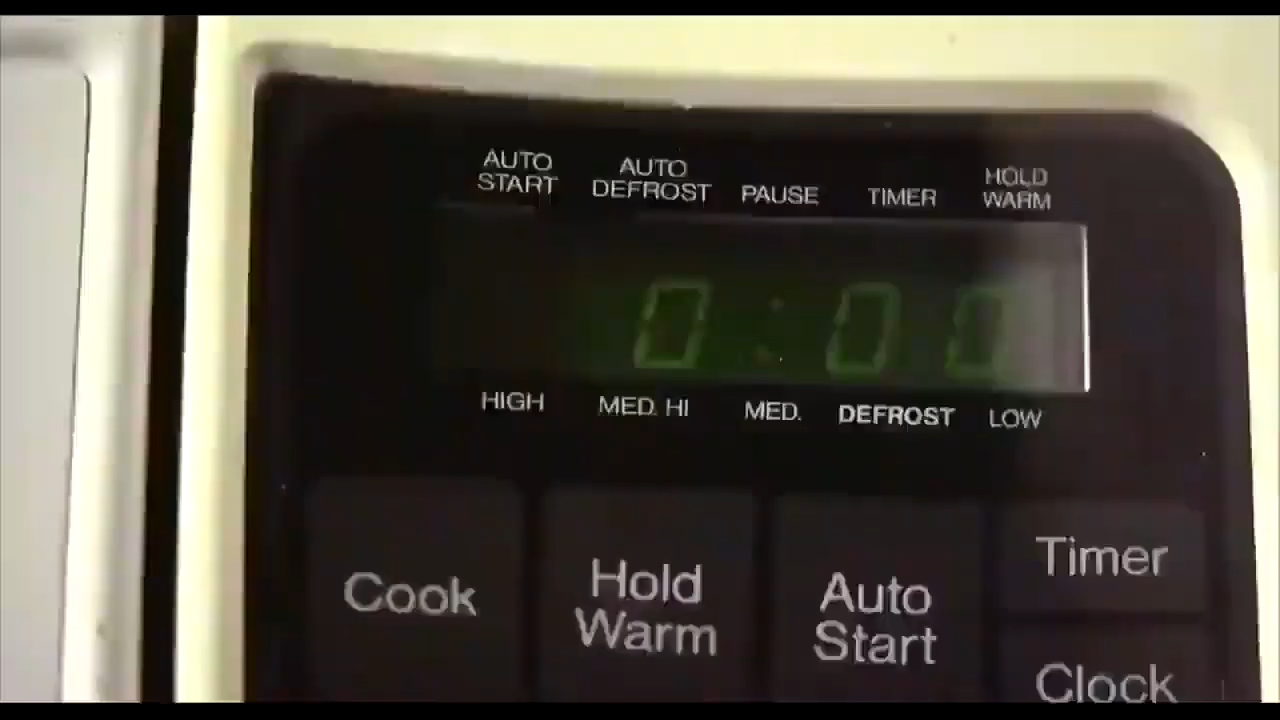 AUTO START
AUTO DEFROST
PAUSE
TIMER
HOLD WARM
0:00
HIGH
MED. HI
MED.
DEFROST
LOW
Cook
Hold Warm
Auto Start
Timer
Clock